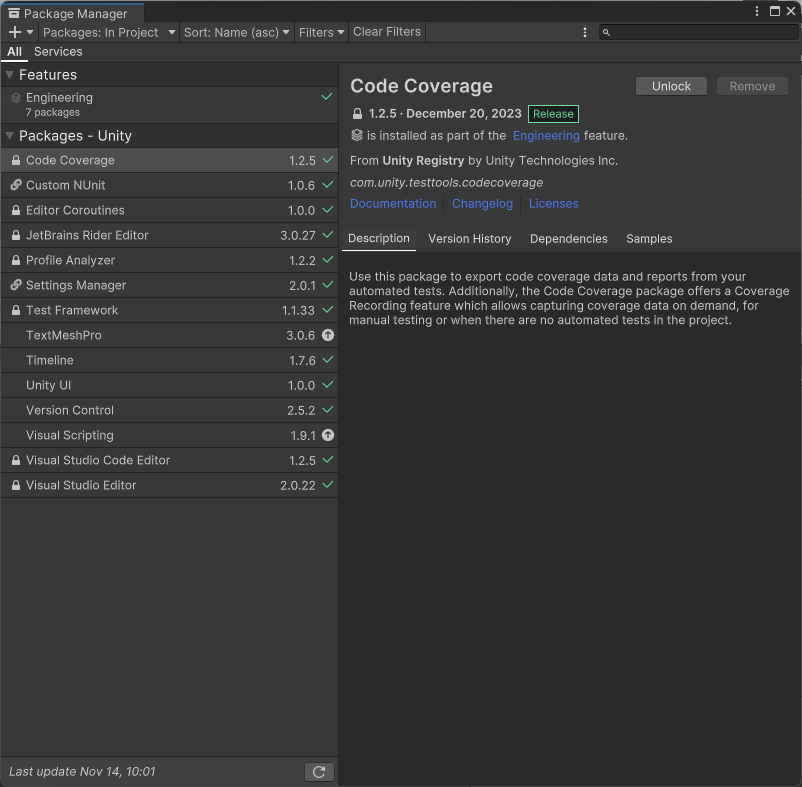 Package Manager
Packages: In Project Sort: Name (asc) Filters Clear Filters
All Services
Features
Engineering
7 packages
Packages - Unity
Code Coverage 1.2.5
Custom NUnit 1.0.6
Editor Coroutines 1.0.0
JetBrains Rider Editor 3.0.27
Profile Analyzer 1.2.2
Settings Manager 2.0.1
Test Framework 1.1.33
TextMeshPro 3.0.6
Timeline 1.7.6
Unity UI 1.0.0
Version Control 2.5.2
Visual Scripting 1.9.1
Visual Studio Code Editor 1.2.5
Visual Studio Editor 2.0.22
Last update Nov 14, 10:01
Code Coverage Unlock Remove
1.2.5 · December 20, 2023 Release
is installed as part of the Engineering feature.
From Unity Registry by Unity Technologies Inc.
com.unity.testtools.codecoverage
Documentation Changelog Licenses
Description Version History Dependencies Samples
Use this package to export code coverage data and reports from your
automated tests. Additionally, the Code Coverage package offers a Coverage
Recording feature which allows capturing coverage data on demand, for
manual testing or when there are no automated tests in the project.